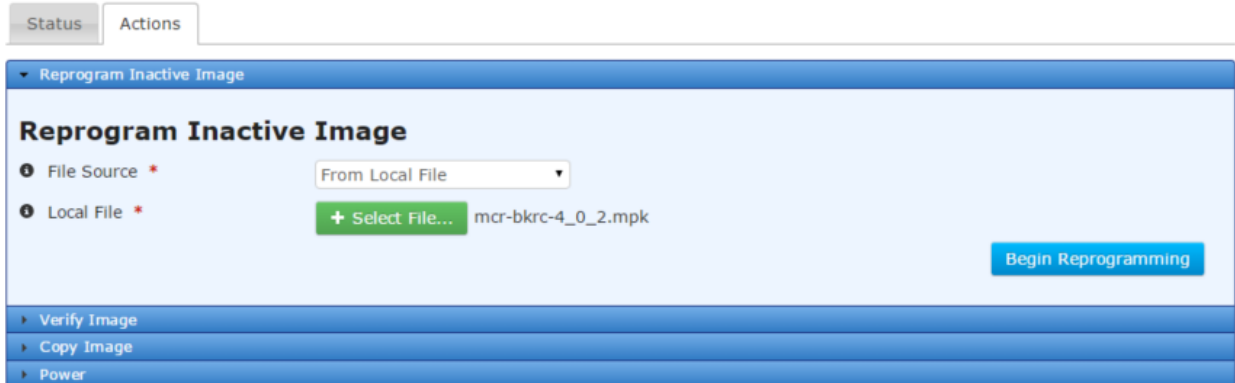 Status Actions
Reprogram Inactive Image
Reprogram Inactive Image
File Source * From Local File
Local File * + Select File... mcr-bkrc-4_0_2.mpk
Begin Reprogramming
Verify Image
Copy Image
Power